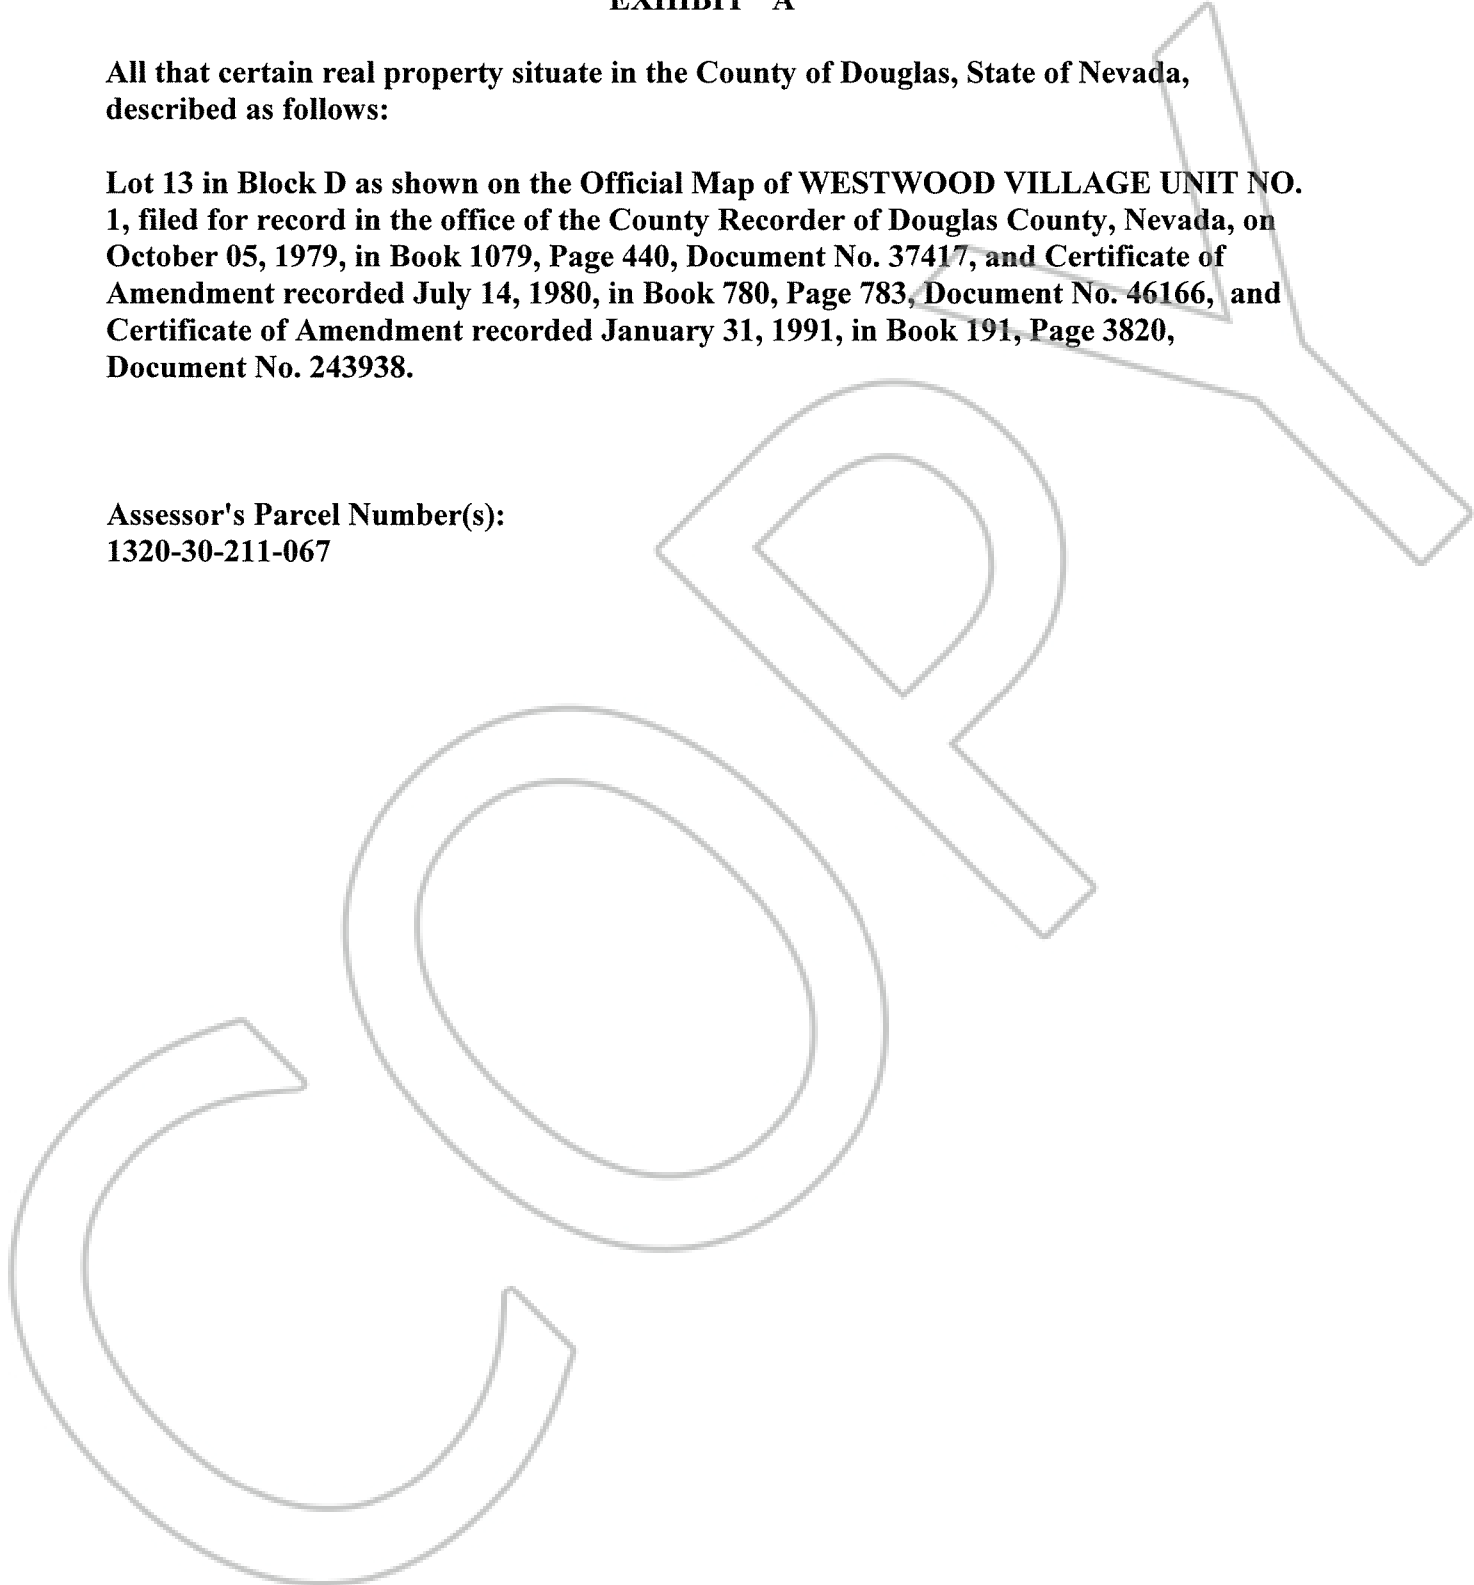 EXHIBIT "A"
All that certain real property situate in the County of Douglas, State of Nevada,
described as follows:
Lot 13 in Block D as shown on the Official Map of WESTWOOD VILLAGE UNIT NO.
1, filed for record in the office of the County Recorder of Douglas County, Nevada, on
October 05, 1979, in Book 1079, Page 440, Document No. 37417, and Certificate of
Amendment recorded July 14, 1980, in Book 780, Page 783, Document No. 46166, and
Certificate of Amendment recorded January 31, 1991, in Book 191, Page 3820,
Document No. 243938.
Assessor's Parcel Number(s):
1320-30-211-067
COPY